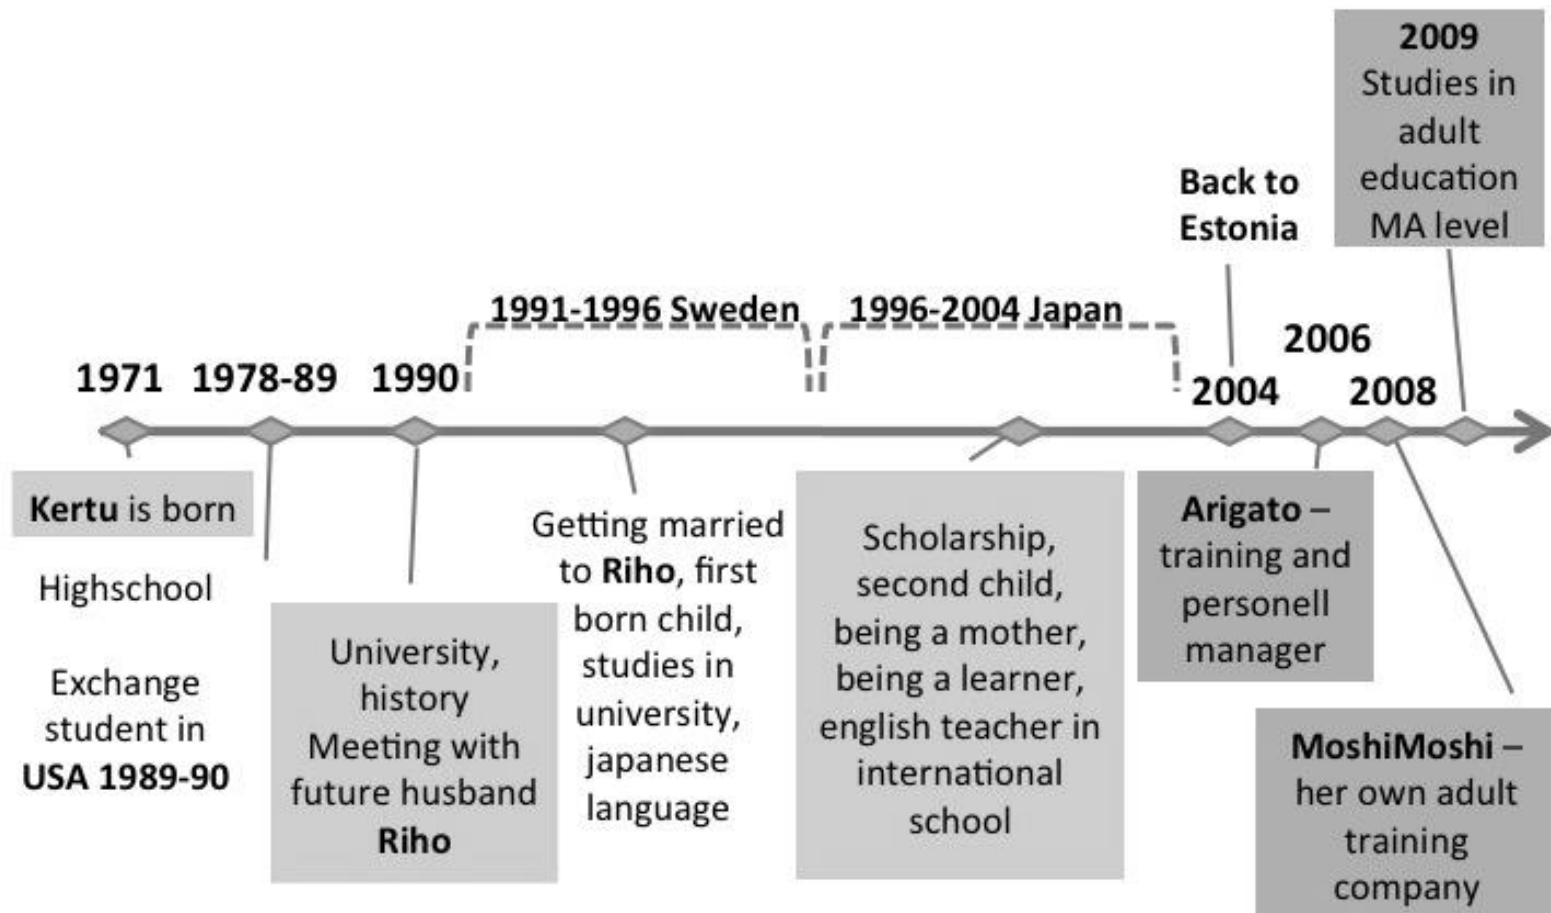 2009
Studies in
adult
education
MA level
Back to
Estonia
1991-1996 Sweden
1996-2004 Japan
2006
1971
1978-89
1990
2004
2008
Kertu is born
Highschool
Exchange
student in
USA 1989-90
University,
history
Meeting with
future husband
Riho
Getting married
to Riho, first
born child,
studies in
university,
japanese
language
Scholarship,
second child,
being a mother,
being a learner,
english teacher in
international
school
Arigato –
training and
personell
manager
MoshiMoshi –
her own adult
training
company